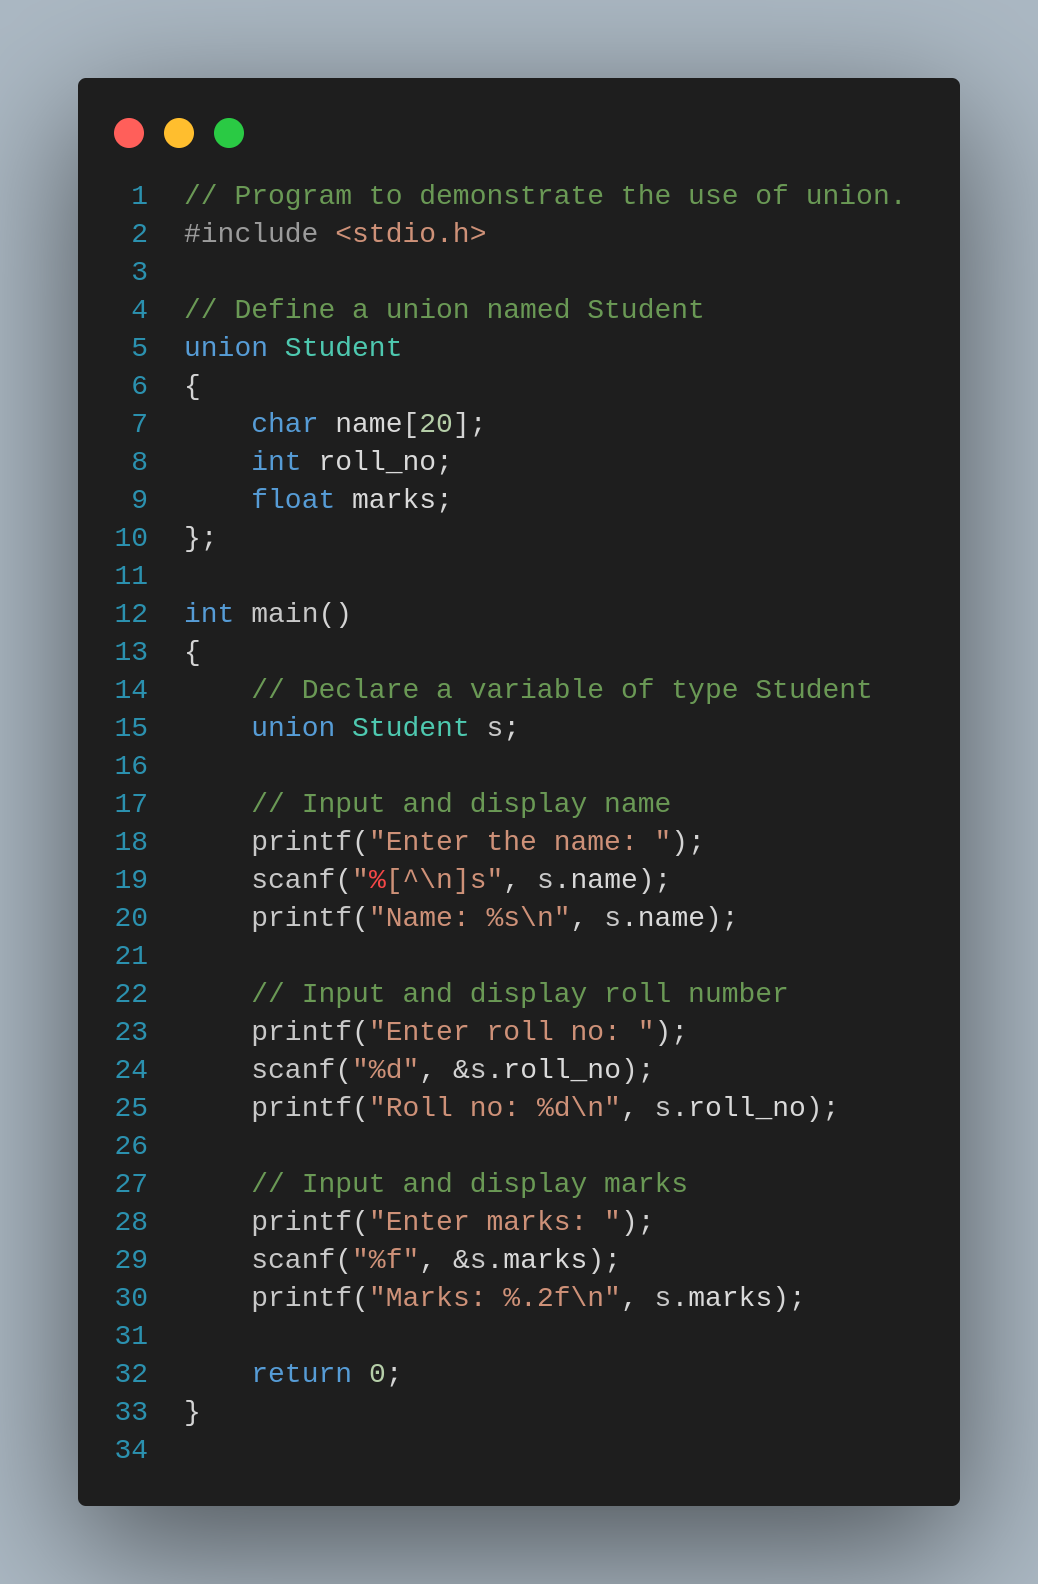 1 // Program to demonstrate the use of union.
2 #include <stdio.h>
3
4 // Define a union named Student
5 union Student
6 {
7     char name[20];
8     int roll_no;
9     float marks;
10 };
11
12 int main()
13 {
14     // Declare a variable of type Student
15     union Student s;
16
17     // Input and display name
18     printf("Enter the name: ");
19     scanf("%[^\n]s", s.name);
20     printf("Name: %s\n", s.name);
21
22     // Input and display roll number
23     printf("Enter roll no: ");
24     scanf("%d", &s.roll_no);
25     printf("Roll no: %d\n", s.roll_no);
26
27     // Input and display marks
28     printf("Enter marks: ");
29     scanf("%f", &s.marks);
30     printf("Marks: %.2f\n", s.marks);
31
32     return 0;
33 }
34